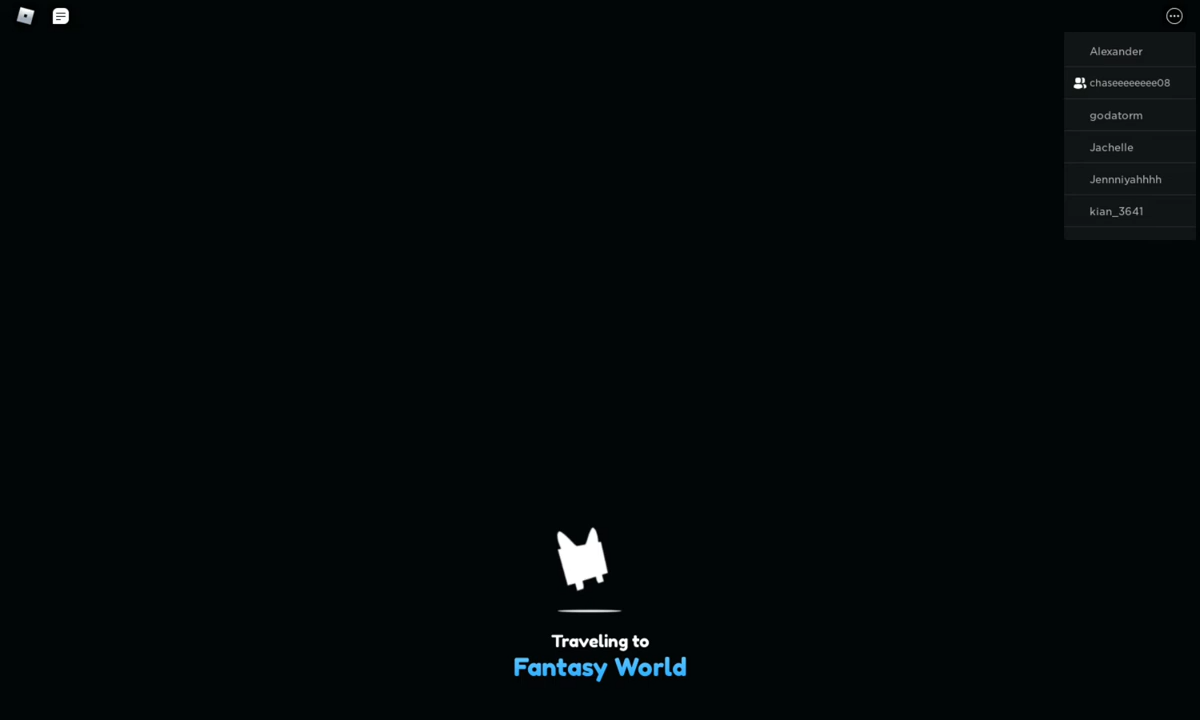 Alexander
chaseeeeeeee08
godatorm
Jachelle
Jennniyahhhh
kian_3641
Traveling to
Fantasy World